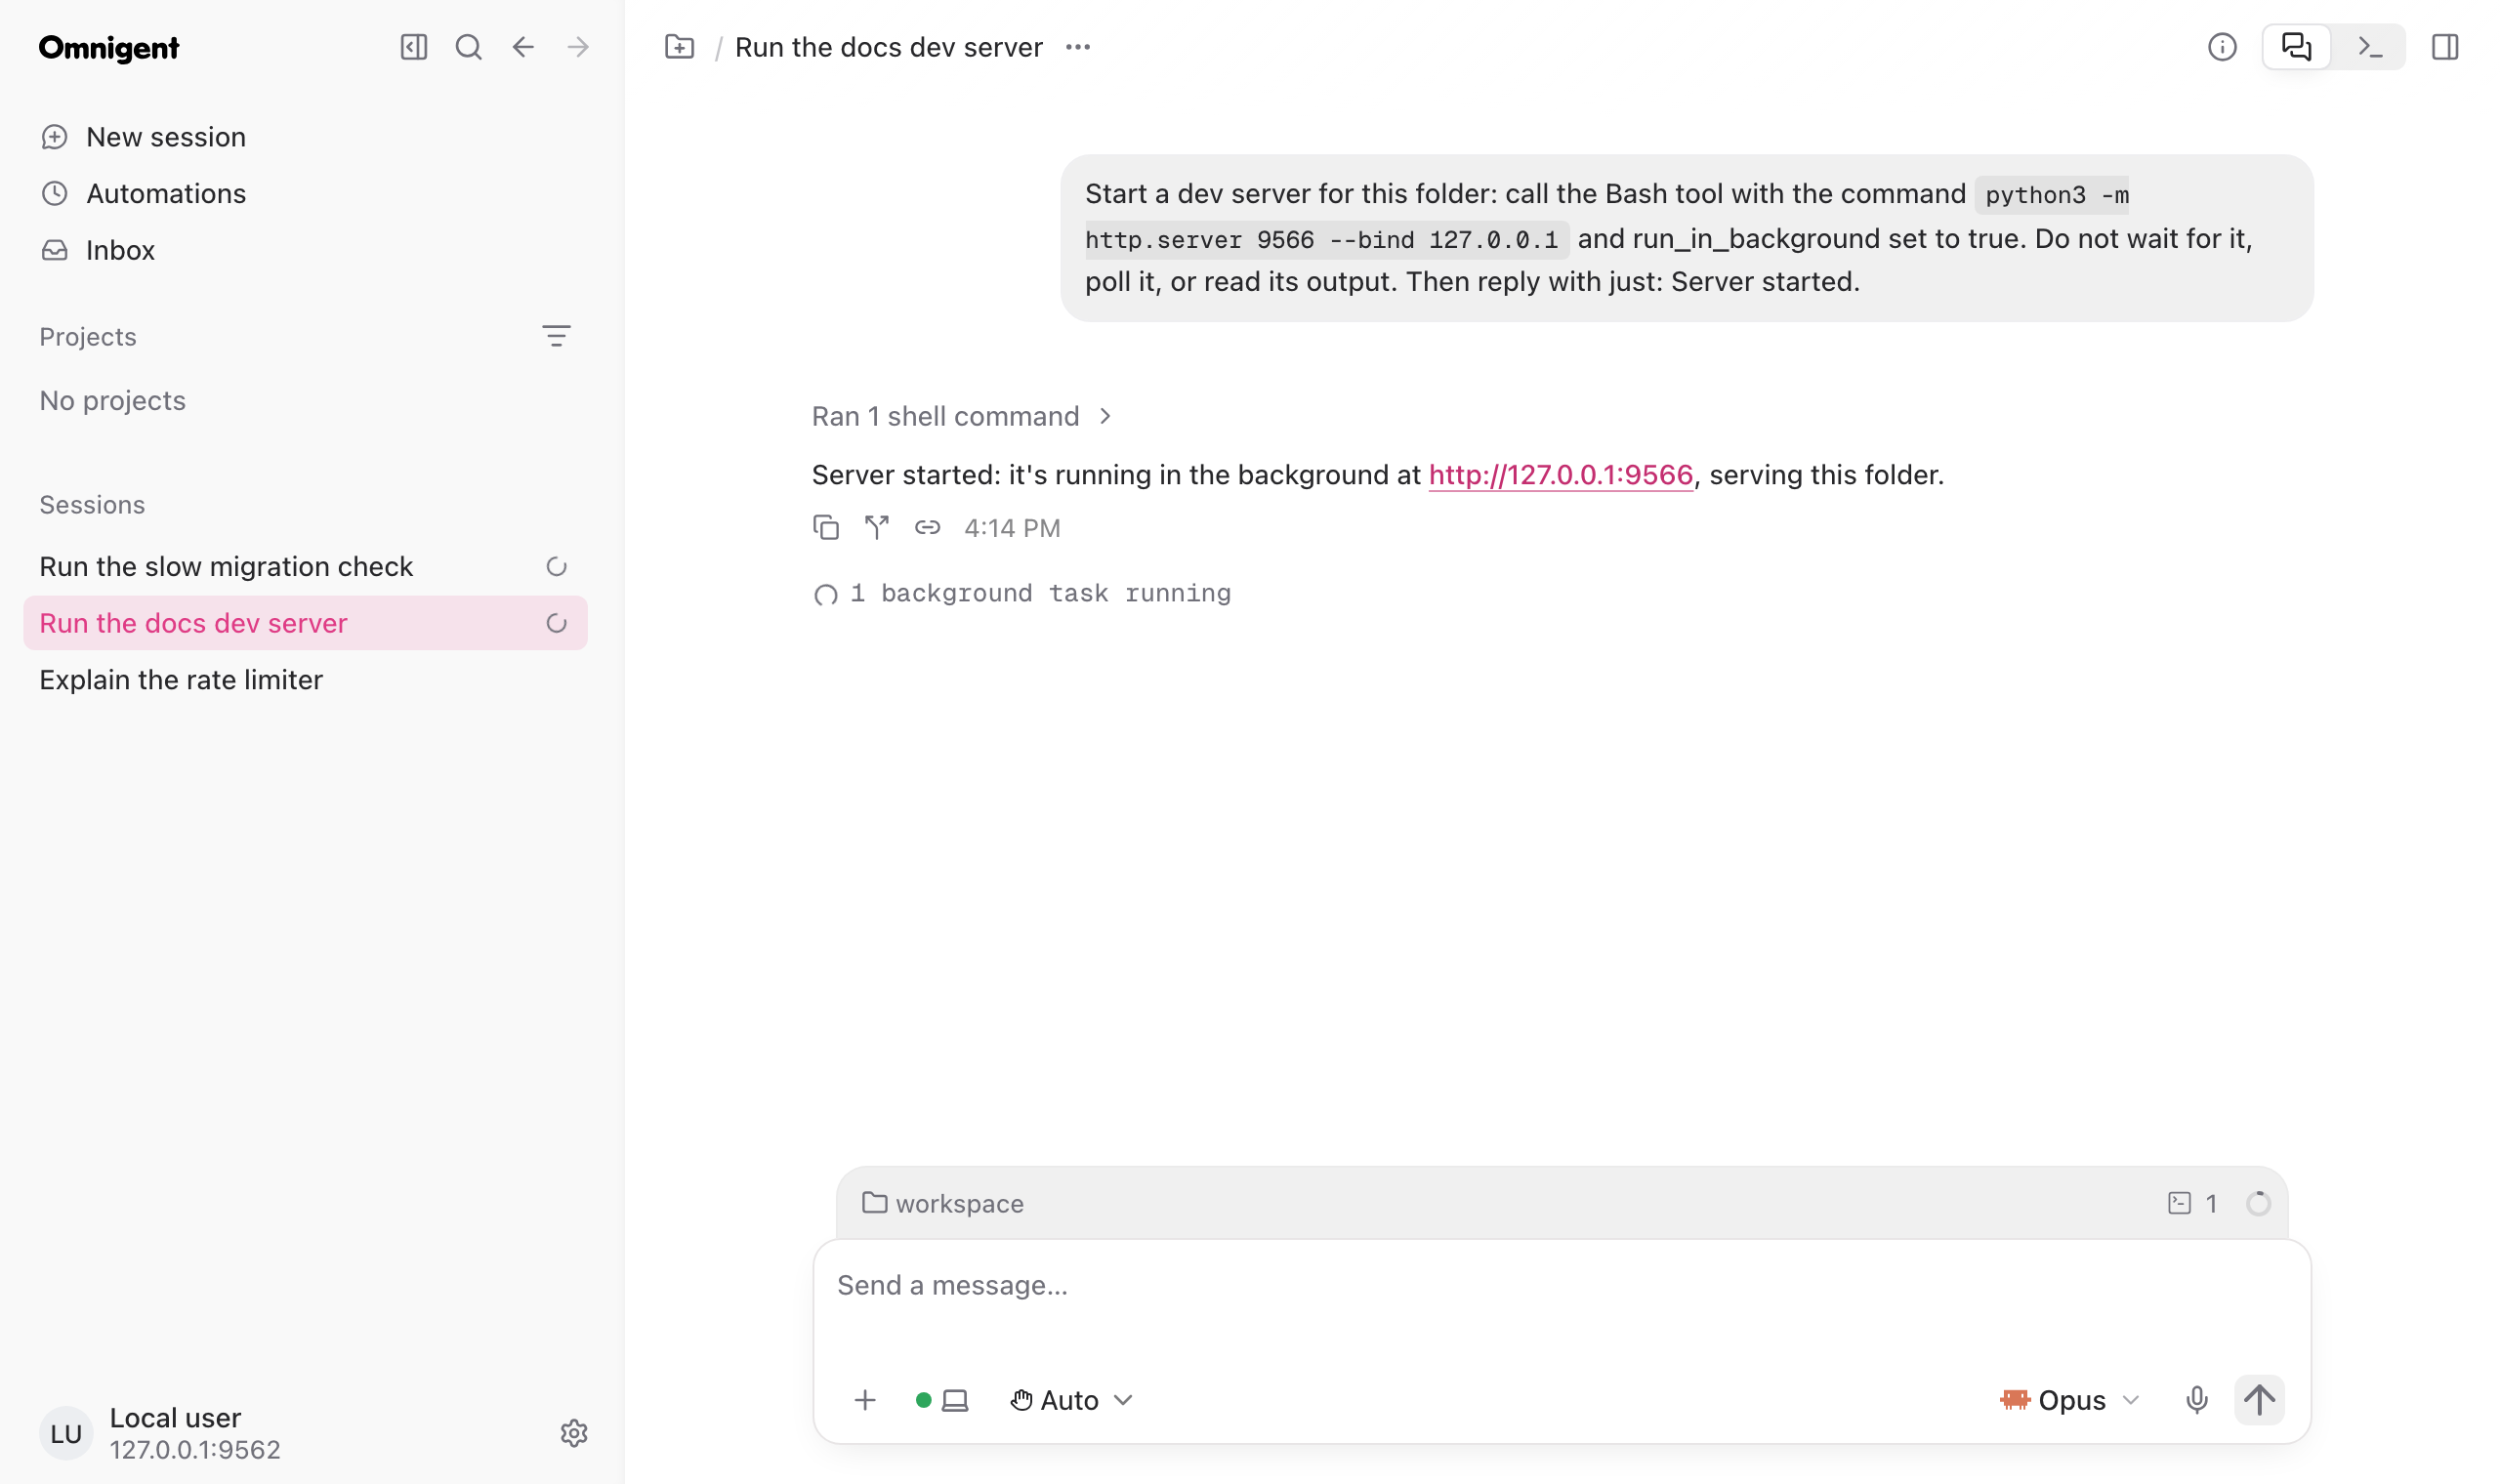 Omnigent
/ Run the docs dev server
New session
Automations
Inbox
Projects
No projects
Sessions
Run the slow migration check
Run the docs dev server
Explain the rate limiter
LU
Local user
127.0.0.1:9562
Start a dev server for this folder: call the Bash tool with the command python3 -m
http.server 9566 --bind 127.0.0.1 and run_in_background set to true. Do not wait for it,
poll it, or read its output. Then reply with just: Server started.
Ran 1 shell command
Server started: it's running in the background at http://127.0.0.1:9566, serving this folder.
4:14 PM
1 background task running
workspace
1
Send a message...
Auto
Opus